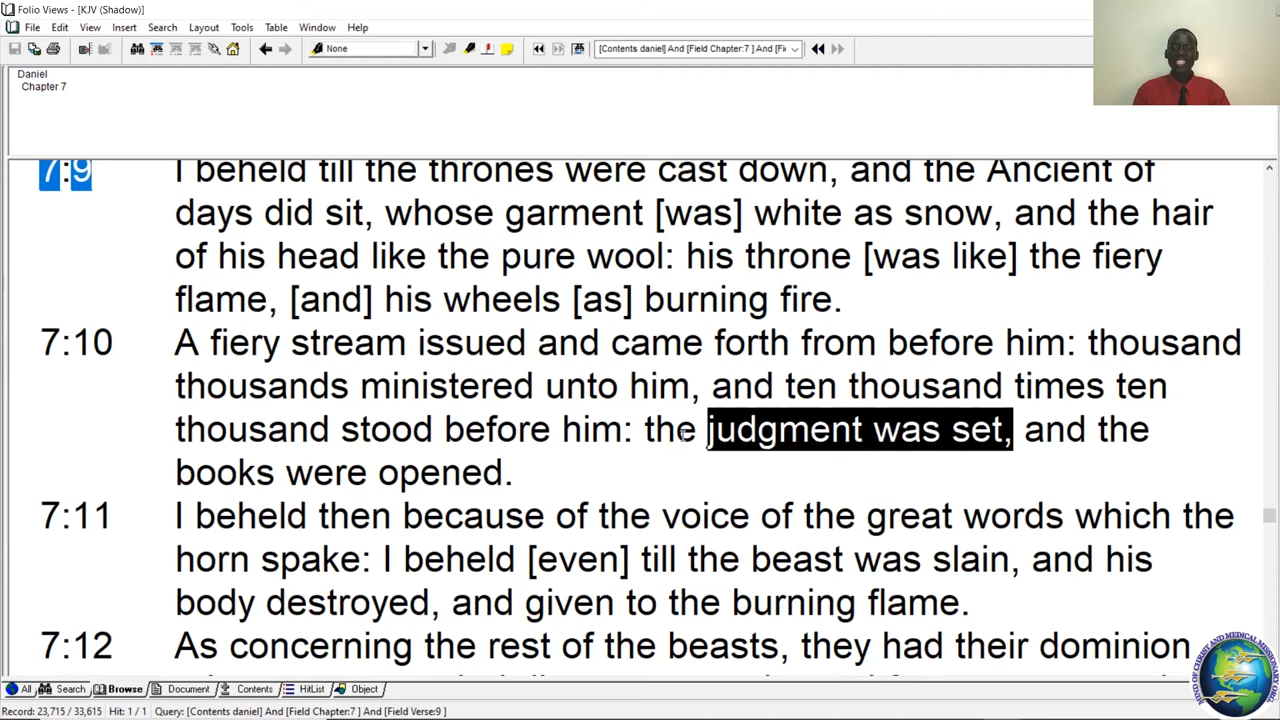 Folio Views - [KJV (Shadow)]
File Edit View Insert Search Layout Tools Table Window Help
None
[Contents daniel] And [Field Chapter:7 ] And [Fi
Daniel
Chapter 7
7:9 I beheld till the thrones were cast down, and the Ancient of
days did sit, whose garment [was] white as snow, and the hair
of his head like the pure wool: his throne [was like] the fiery
flame, [and] his wheels [as] burning fire.
7:10 A fiery stream issued and came forth from before him: thousand
thousands ministered unto him, and ten thousand times ten
thousand stood before him: the judgment was set, and the
books were opened.
7:11 I beheld then because of the voice of the great words which the
horn spake: I beheld [even] till the beast was slain, and his
body destroyed, and given to the burning flame.
7:12 As concerning the rest of the beasts, they had their dominion
MIND OF CHRIST AND MEDICAL MISSIONARY.ORG
All Search Browse Document Contents HitList Object
Record: 23,715 / 33,615 Hit: 1 / 1 Query: [Contents daniel] And [Field Chapter:7 ] And [Field Verse:9 ]